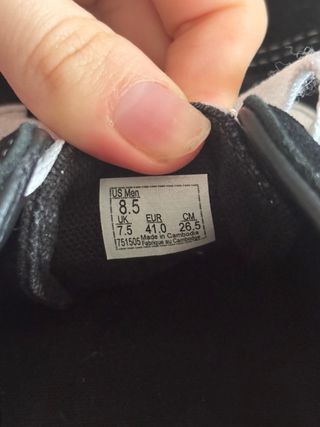 US Men
8.5
UK EUR CM
7.5 41.0 26.5
751505 Made in Cambodia
Fabriqué au Cambodge